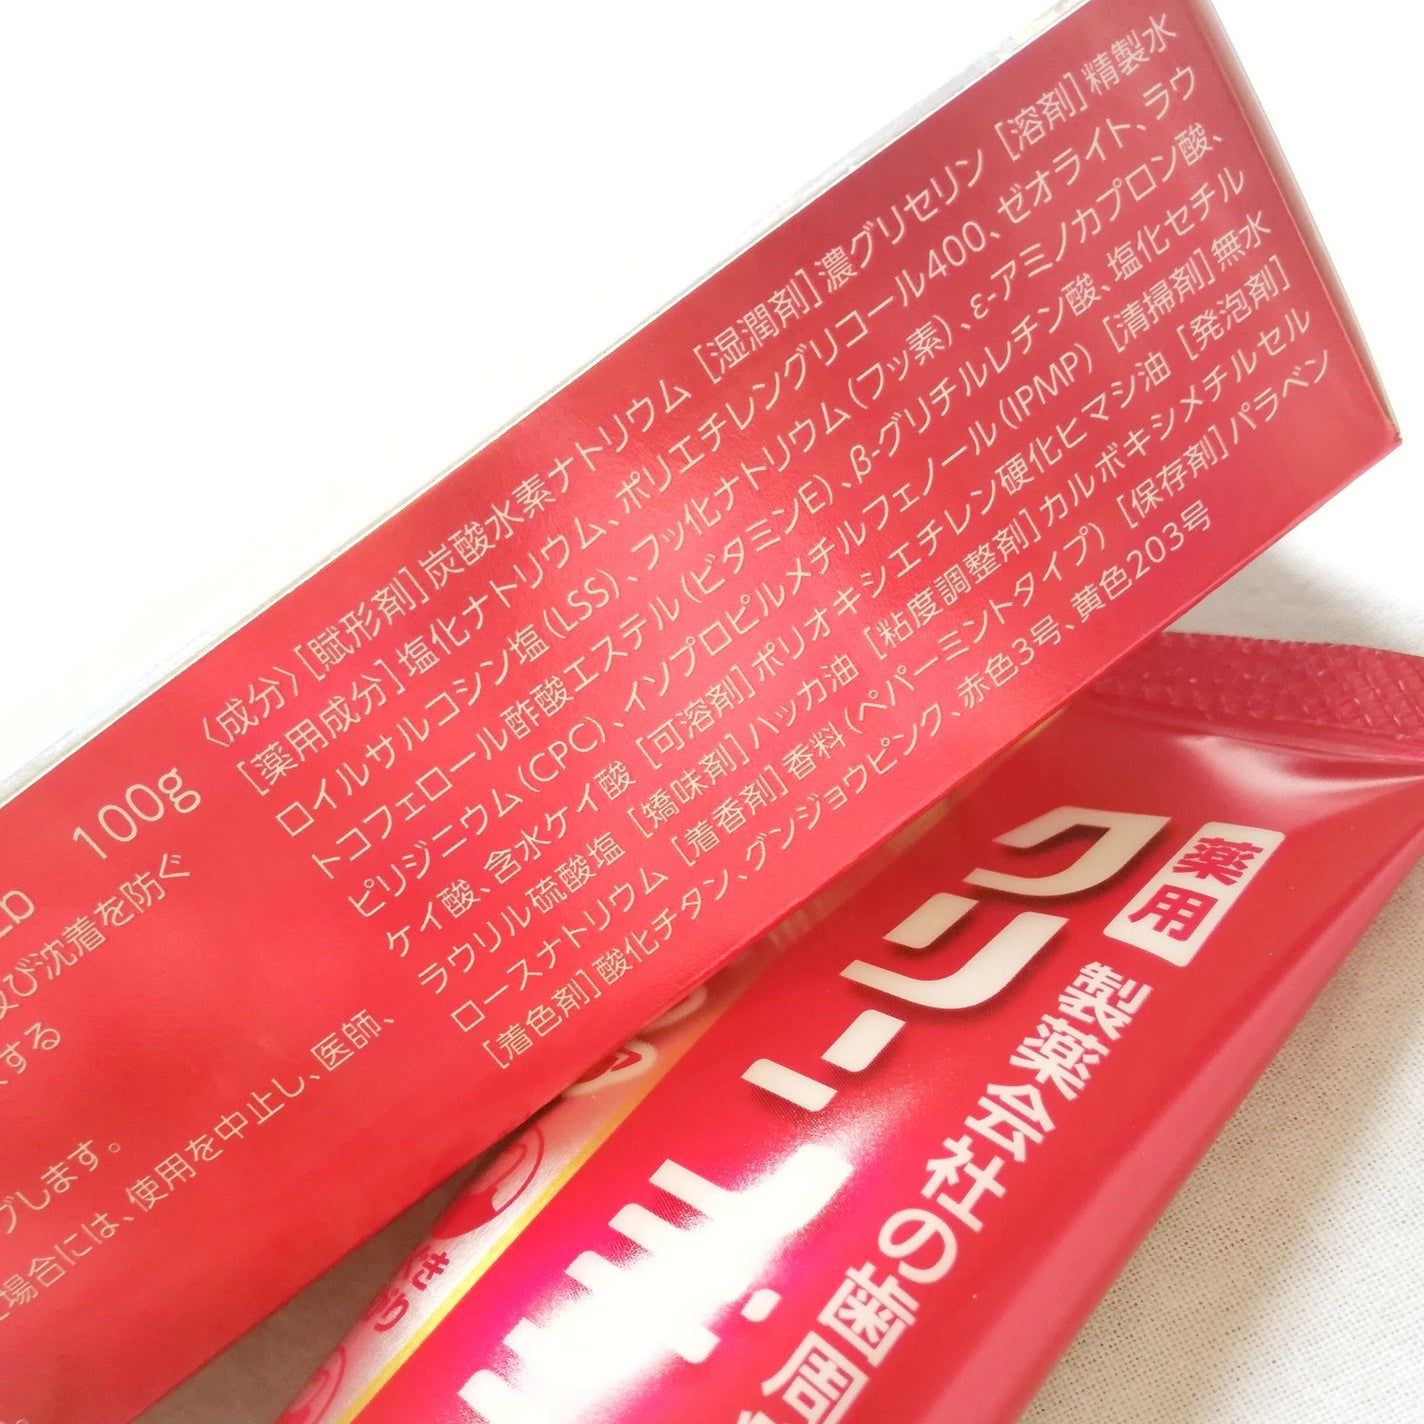 〈成分〉[賦形剤]炭酸水素ナトリウム [湿潤剤]濃グリセリン [溶剤]精製水
[薬用成分]塩化ナトリウム、ポリエチレングリコール400、ゼオライト、ラウ
ロイルサルコシン塩(LSS)、フッ化ナトリウム(フッ素)、ε-アミノカプロン酸、
トコフェロール酢酸エステル(ビタミンE)、β-グリチルレチン酸、塩化セチル
ピリジニウム(CPC)、イソプロピルメチルフェノール(IPMP) [清掃剤]無水
ケイ酸、含水ケイ酸 [可溶剤]ポリオキシエチレン硬化ヒマシ油 [発泡剤]
ラウリル硫酸塩 [矯味剤]ハッカ油 [粘度調整剤]カルボキシメチルセル
ロースナトリウム [着香剤]香料(ペパーミントタイプ) [保存剤]パラベン
[着色剤]酸化チタン、グンジョウピンク、赤色3号、黄色203号
b 100g
及び沈着を防ぐ
する
ブします。
場合には、使用を中止し、医師、
薬用
クリーン
製薬会社の歯周